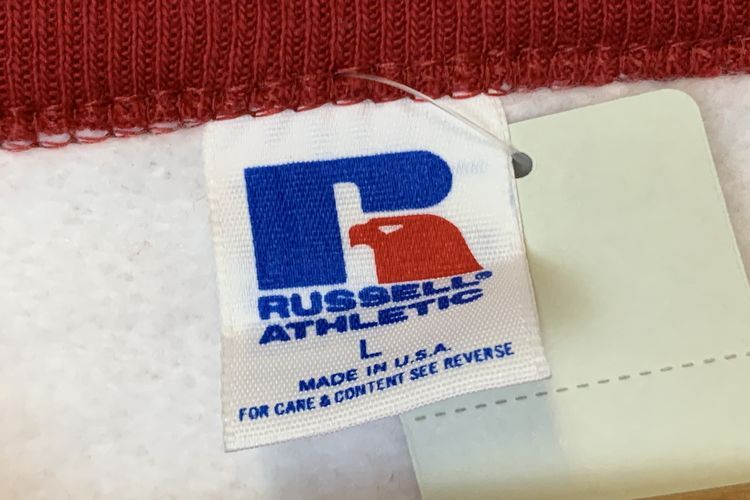 RUSSELL®
ATHLETIC
L
MADE IN U.S.A.
FOR CARE & CONTENT SEE REVERSE